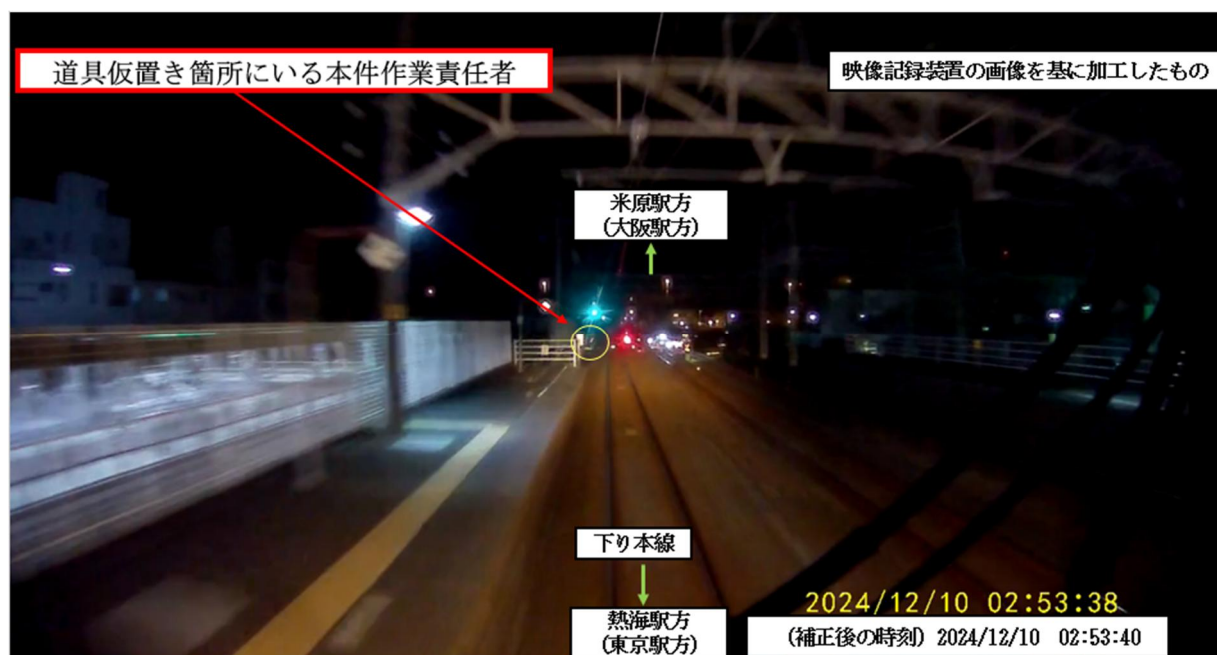 道具仮置き箇所にいる本件作業責任者
映像記録装置の画像を基に加工したもの
米原駅方
(大阪駅方)
下り本線
熱海駅方
(東京駅方)
2024/12/10 02:53:38
(補正後の時刻) 2024/12/10 02:53:40